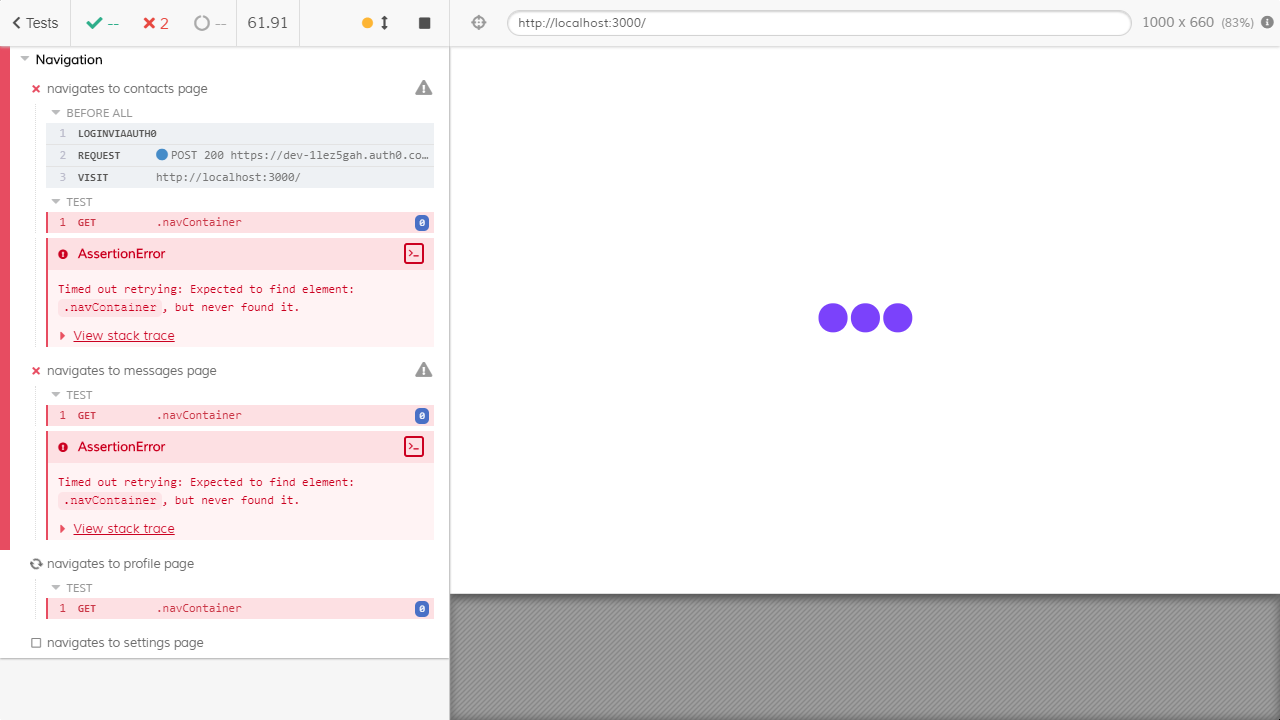 Tests
--
2
--
61.91
http://localhost:3000/
1000 x 660 (83%)
Navigation
navigates to contacts page
BEFORE ALL
1 LOGINVIAAUTH0
2 REQUEST POST 200 https://dev-1lez5gah.auth0.co…
3 VISIT http://localhost:3000/
TEST
1 GET .navContainer 0
AssertionError
Timed out retrying: Expected to find element:
.navContainer, but never found it.
View stack trace
navigates to messages page
TEST
1 GET .navContainer 0
AssertionError
Timed out retrying: Expected to find element:
.navContainer, but never found it.
View stack trace
navigates to profile page
TEST
1 GET .navContainer 0
navigates to settings page